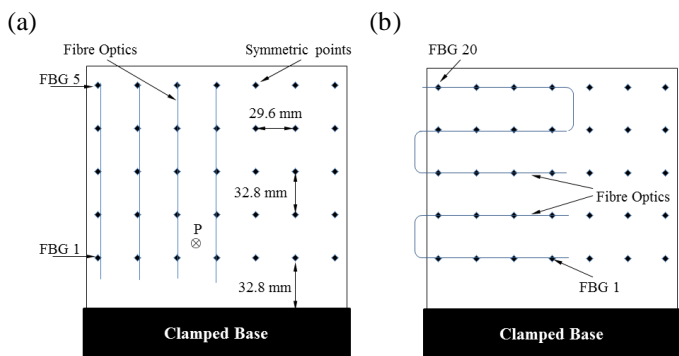 (a)
Fibre Optics
Symmetric points
FBG 5
29.6 mm
32.8 mm
P
FBG 1
32.8 mm
Clamped Base
(b)
FBG 20
Fibre Optics
FBG 1
Clamped Base